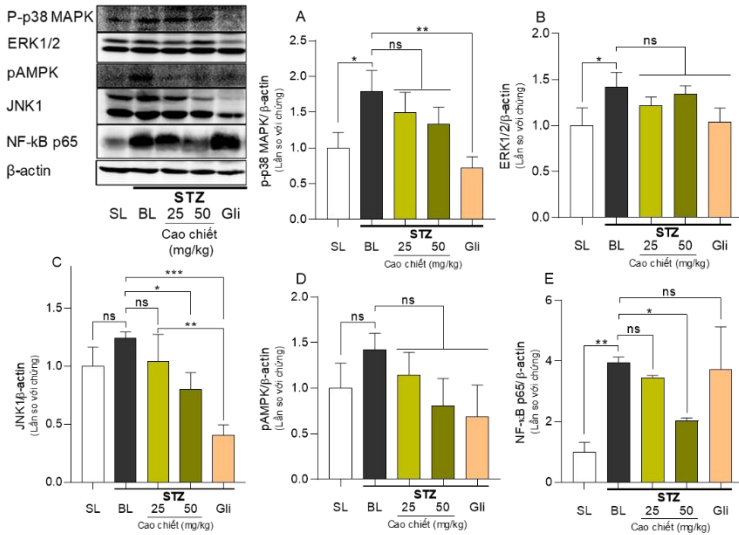 P-p38 MAPK
ERK1/2
pAMPK
JNK1
NF-kB p65
β-actin
STZ
SL BL 25 50 Gli
Cao chiết
(mg/kg)
A
p-p38 MAPK/β-actin
(Lần so với chứng)
2.5
2.0
1.5
1.0
0.5
0.0
*
ns
**
SL BL 25 50 Gli
STZ
Cao chiết (mg/kg)
B
ERK1/2/β-actin
(Lần so với chứng)
2.0
1.5
1.0
0.5
0.0
*
ns
SL BL 25 50 Gli
STZ
Cao chiết (mg/kg)
C
JNK1/β-actin
(Lần so với chứng)
1.5
1.0
0.5
0.0
***
*
ns
ns
**
SL BL 25 50 Gli
STZ
Cao chiết (mg/kg)
D
pAMPK/β-actin
(Lần so với chứng)
2.0
1.5
1.0
0.5
0.0
ns
ns
SL BL 25 50 Gli
STZ
Cao chiết (mg/kg)
E
NF-κB p65/β-actin
(Lần so với chứng)
6
4
2
0
ns
*
ns
**
SL BL 25 50 Gli
STZ
Cao chiết (mg/kg)